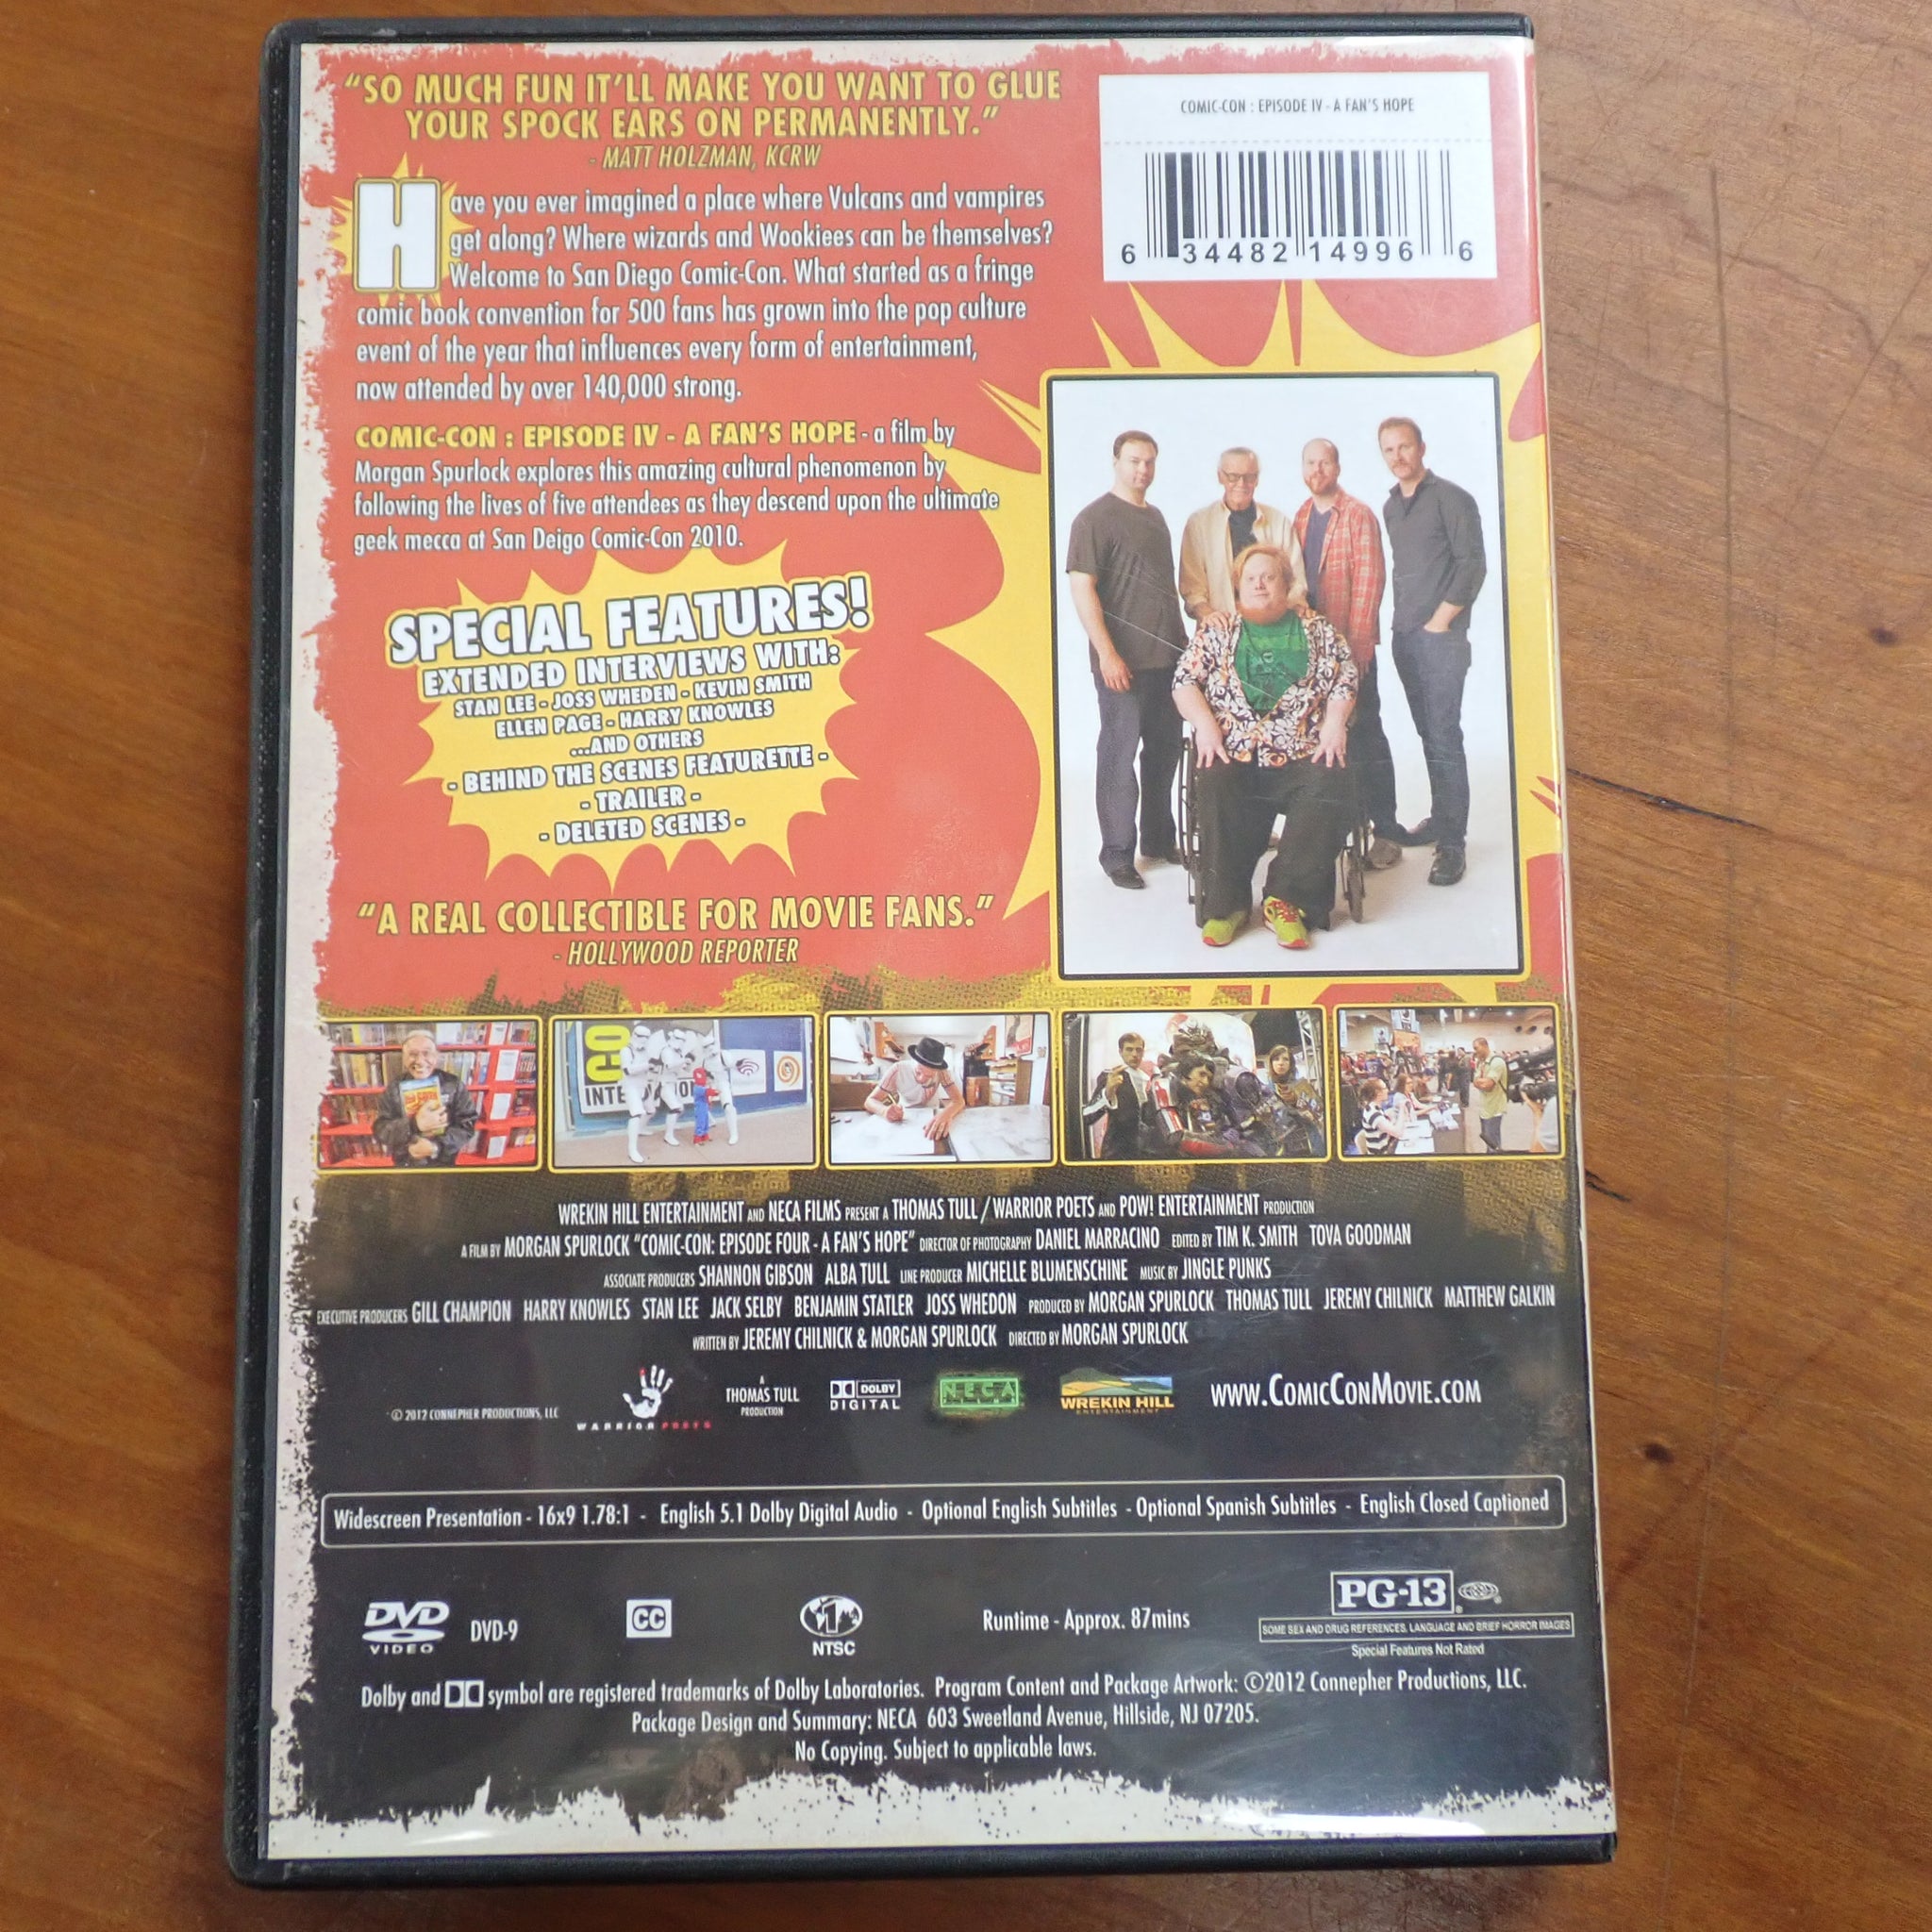 “SO MUCH FUN IT’LL MAKE YOU WANT TO GLUE
YOUR SPOCK EARS ON PERMANENTLY.”
- MATT HOLZMAN, KCRW
Have you ever imagined a place where Vulcans and vampires
get along? Where wizards and Wookiees can be themselves?
Welcome to San Diego Comic-Con. What started as a fringe
comic book convention for 500 fans has grown into the pop culture
event of the year that influences every form of entertainment,
now attended by over 140,000 strong.
COMIC-CON : EPISODE IV - A FAN’S HOPE - a film by
Morgan Spurlock explores this amazing cultural phenomenon by
following the lives of five attendees as they descend upon the ultimate
geek mecca at San Deigo Comic-Con 2010.
SPECIAL FEATURES!
EXTENDED INTERVIEWS WITH:
STAN LEE - JOSS WHEDEN - KEVIN SMITH
ELLEN PAGE - HARRY KNOWLES
...AND OTHERS
- BEHIND THE SCENES FEATURETTE -
- TRAILER -
- DELETED SCENES -
“A REAL COLLECTIBLE FOR MOVIE FANS.”
- HOLLYWOOD REPORTER
COMIC-CON : EPISODE IV - A FAN’S HOPE
6 34482 14996 6
CO
INTE
WREKIN HILL ENTERTAINMENT AND NECA FILMS PRESENT A THOMAS TULL / WARRIOR POETS AND POW! ENTERTAINMENT PRODUCTION
A FILM BY MORGAN SPURLOCK “COMIC-CON: EPISODE FOUR - A FAN’S HOPE” DIRECTOR OF PHOTOGRAPHY DANIEL MARRACINO EDITED BY TIM K. SMITH TOVA GOODMAN
ASSOCIATE PRODUCERS SHANNON GIBSON ALBA TULL LINE PRODUCER MICHELLE BLUMENSCHINE MUSIC BY JINGLE PUNKS
EXECUTIVE PRODUCERS GILL CHAMPION HARRY KNOWLES STAN LEE JACK SELBY BENJAMIN STATLER JOSS WHEDON PRODUCED BY MORGAN SPURLOCK THOMAS TULL JEREMY CHILNICK MATTHEW GALKIN
WRITTEN BY JEREMY CHILNICK & MORGAN SPURLOCK DIRECTED BY MORGAN SPURLOCK
© 2012 CONNEPHER PRODUCTIONS, LLC
WARRIOR POETS
A
THOMAS TULL
PRODUCTION
DOLBY
DIGITAL
NECA
FILMS
WREKIN HILL
ENTERTAINMENT
WWW.COMICCONMOVIE.COM
Widescreen Presentation - 16x9 1.78:1 - English 5.1 Dolby Digital Audio - Optional English Subtitles - Optional Spanish Subtitles - English Closed Captioned
DVD
VIDEO
DVD-9
CC
1
NTSC
Runtime - Approx. 87mins
PG-13
SOME SEX AND DRUG REFERENCES, LANGUAGE AND BRIEF HORROR IMAGES
Special Features Not Rated
Dolby and symbol are registered trademarks of Dolby Laboratories. Program Content and Package Artwork: ©2012 Connepher Productions, LLC.
Package Design and Summary: NECA 603 Sweetland Avenue, Hillside, NJ 07205.
No Copying. Subject to applicable laws.